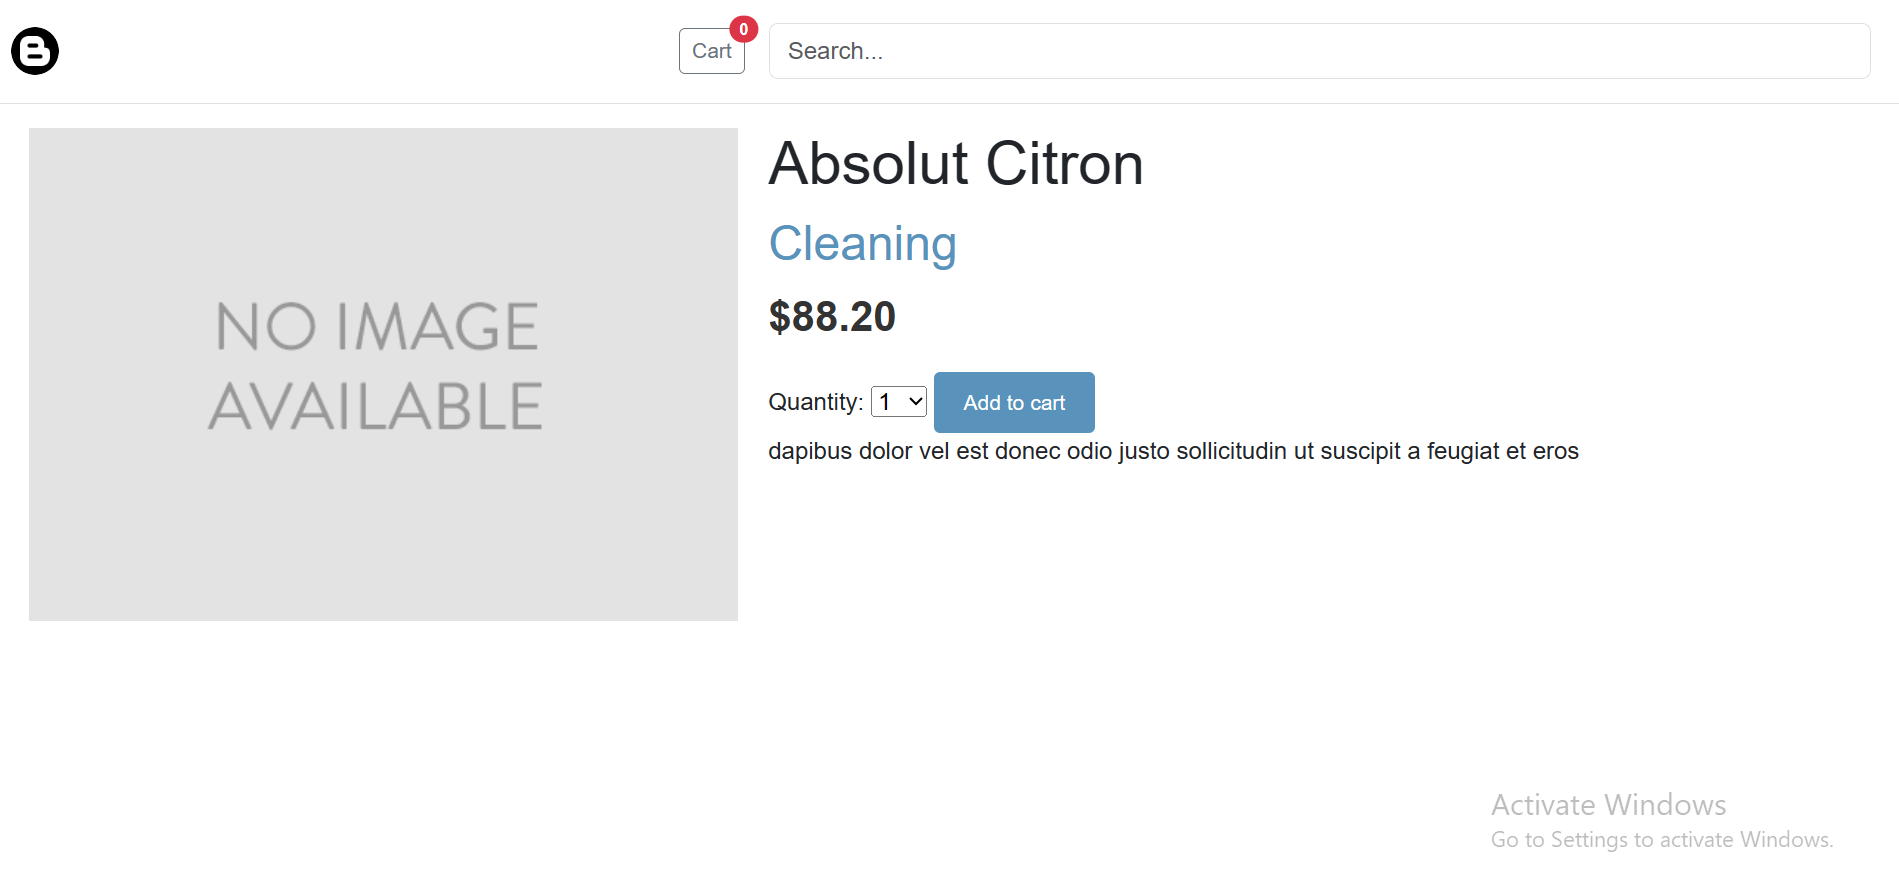 B
Cart
0
Search...
NO IMAGE
AVAILABLE
Absolut Citron
Cleaning
$88.20
Quantity: 1 Add to cart
dapibus dolor vel est donec odio justo sollicitudin ut suscipit a feugiat et eros
Activate Windows
Go to Settings to activate Windows.